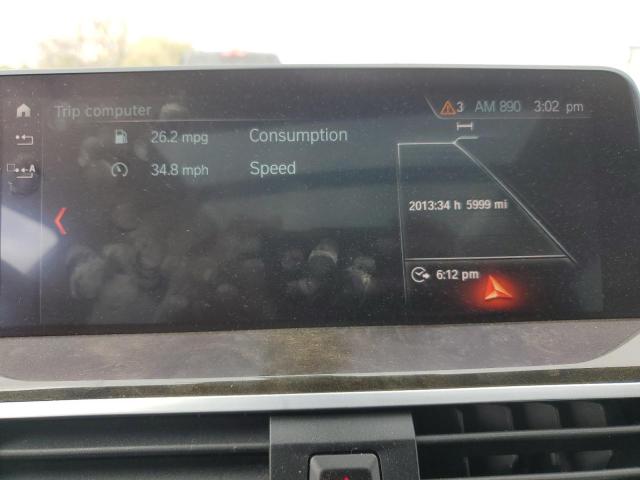 Trip computer
3 AM 890 3:02 pm
26.2 mpg Consumption
34.8 mph Speed
A
2013:34 h 5999 mi
6:12 pm